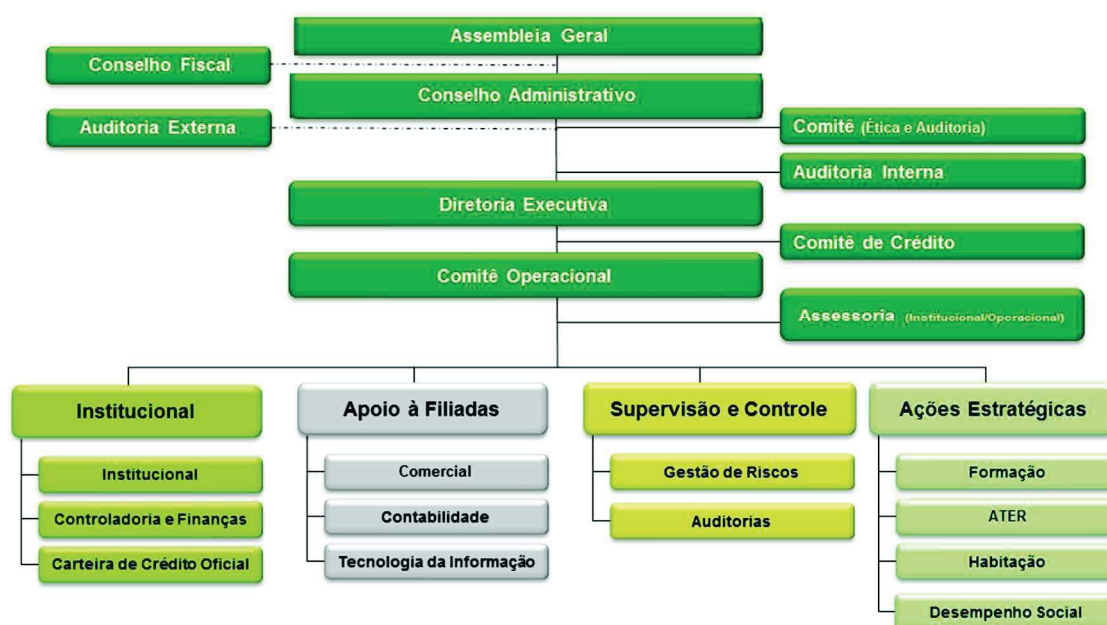 Assembleia Geral
Conselho Fiscal
Conselho Administrativo
Auditoria Externa
Comitê (Ética e Auditoria)
Auditoria Interna
Diretoria Executiva
Comitê de Crédito
Comitê Operacional
Assessoria (Institucional/Operacional)
Institucional
Apoio à Filiadas
Supervisão e Controle
Ações Estratégicas
Institucional
Controladoria e Finanças
Carteira de Crédito Oficial
Comercial
Contabilidade
Tecnologia da Informação
Gestão de Riscos
Auditorias
Formação
ATER
Habitação
Desempenho Social